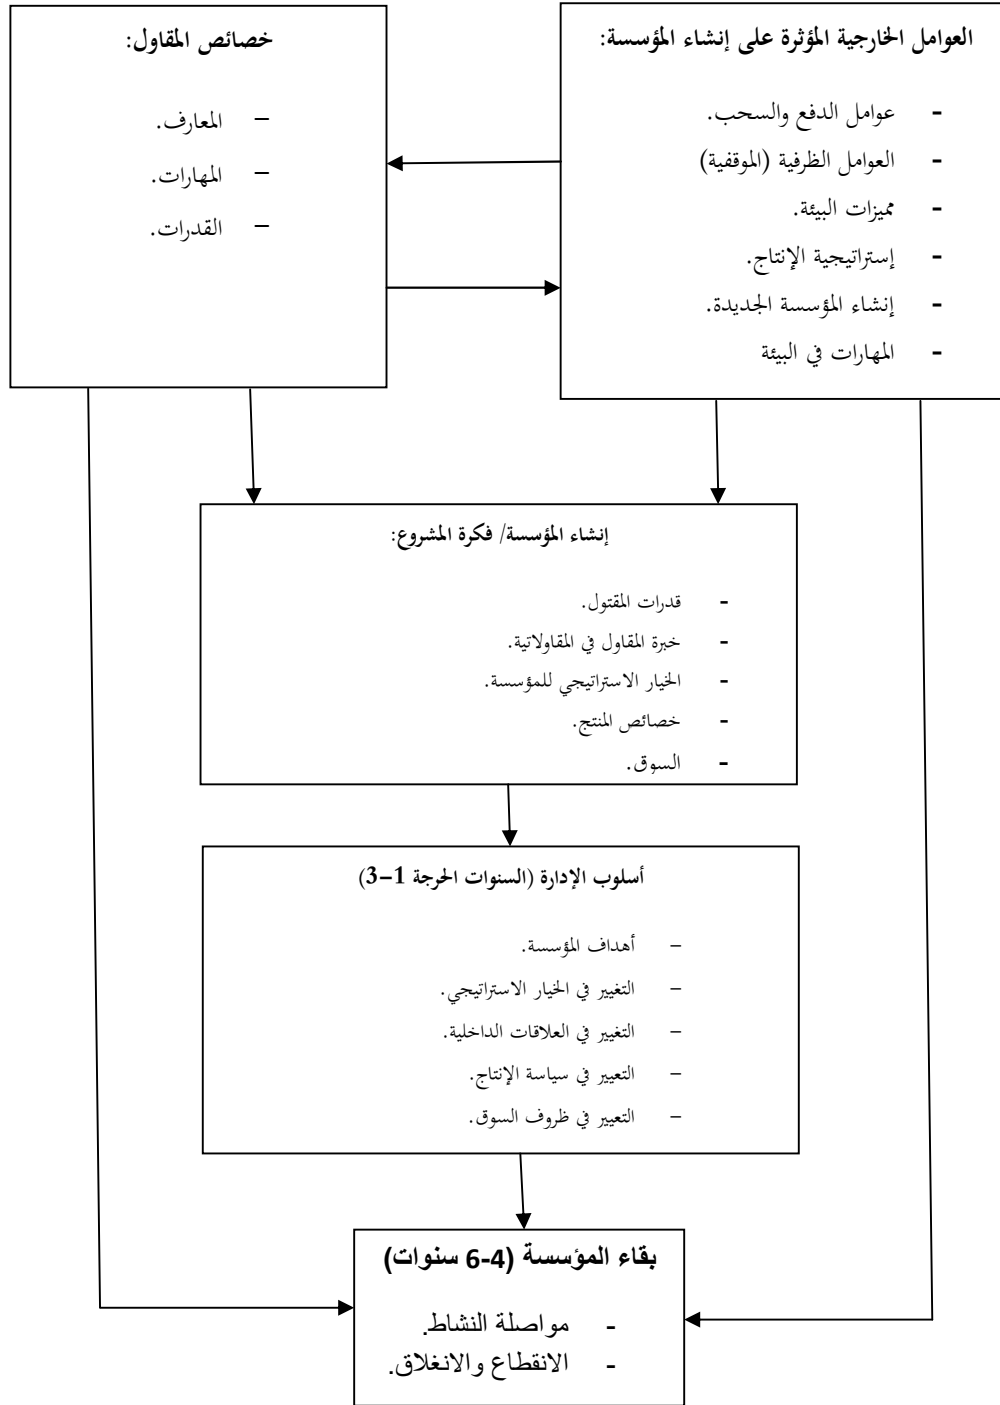 العوامل الخارجية المؤثرة على إنشاء المؤسسة:
- عوامل الدفع والسحب.
- العوامل الظرفية (الموقفية)
- مميزات البيئة.
- إستراتيجية الإنتاج.
- إنشاء المؤسسة الجديدة.
- المهارات في البيئة
خصائص المقاول:
– المعارف.
– المهارات.
– القدرات.
إنشاء المؤسسة/ فكرة المشروع:
- قدرات المقتول.
- خبرة المقاول في المقاولاتية.
- الخيار الاستراتيجي للمؤسسة.
- خصائص المنتج.
- السوق.
أسلوب الإدارة (السنوات الحرجة 1–3)
– أهداف المؤسسة.
– التغيير في الخيار الاستراتيجي.
– التغيير في العلاقات الداخلية.
– التعيير في سياسة الإنتاج.
– التعيير في ظروف السوق.
بقاء المؤسسة (4-6 سنوات)
- مواصلة النشاط.
- الانقطاع والانغلاق.